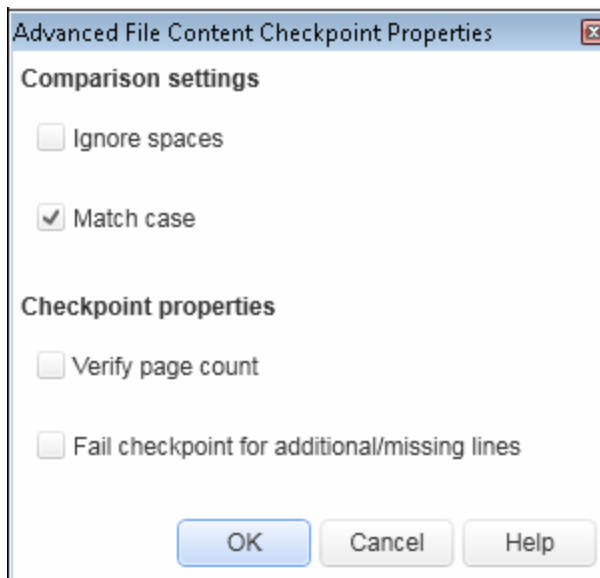 Advanced File Content Checkpoint Properties
Comparison settings
Ignore spaces
Match case
Checkpoint properties
Verify page count
Fail checkpoint for additional/missing lines
OK Cancel Help